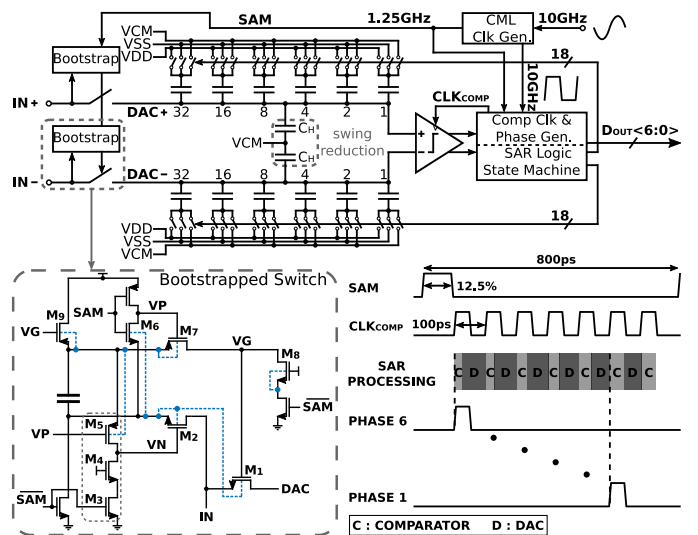 SAM 1.25GHz CML Clk Gen. 10GHz
VCM
VSS
VDD
Bootstrap
18
10GHz
IN+
DAC+ 32 16 8 4 2 1
CLKCOMP
Bootstrap
VCM
CH
CH
swing reduction
+
−
Comp Clk & Phase Gen.
SAR Logic State Machine
DOUT<6:0>
IN−
DAC− 32 16 8 4 2 1
VDD
VSS
VCM
18
Bootstrapped Switch
M9
VG
SAM
VP
M6
M7
VG
M8
SAM
M5
VP
M4
VN
M2
M1
SAM
M3
IN
DAC
800ps
SAM
12.5%
CLKCOMP
100ps
SAR PROCESSING
C D C D C D C D C D C D C
PHASE 6
PHASE 1
C : COMPARATOR D : DAC